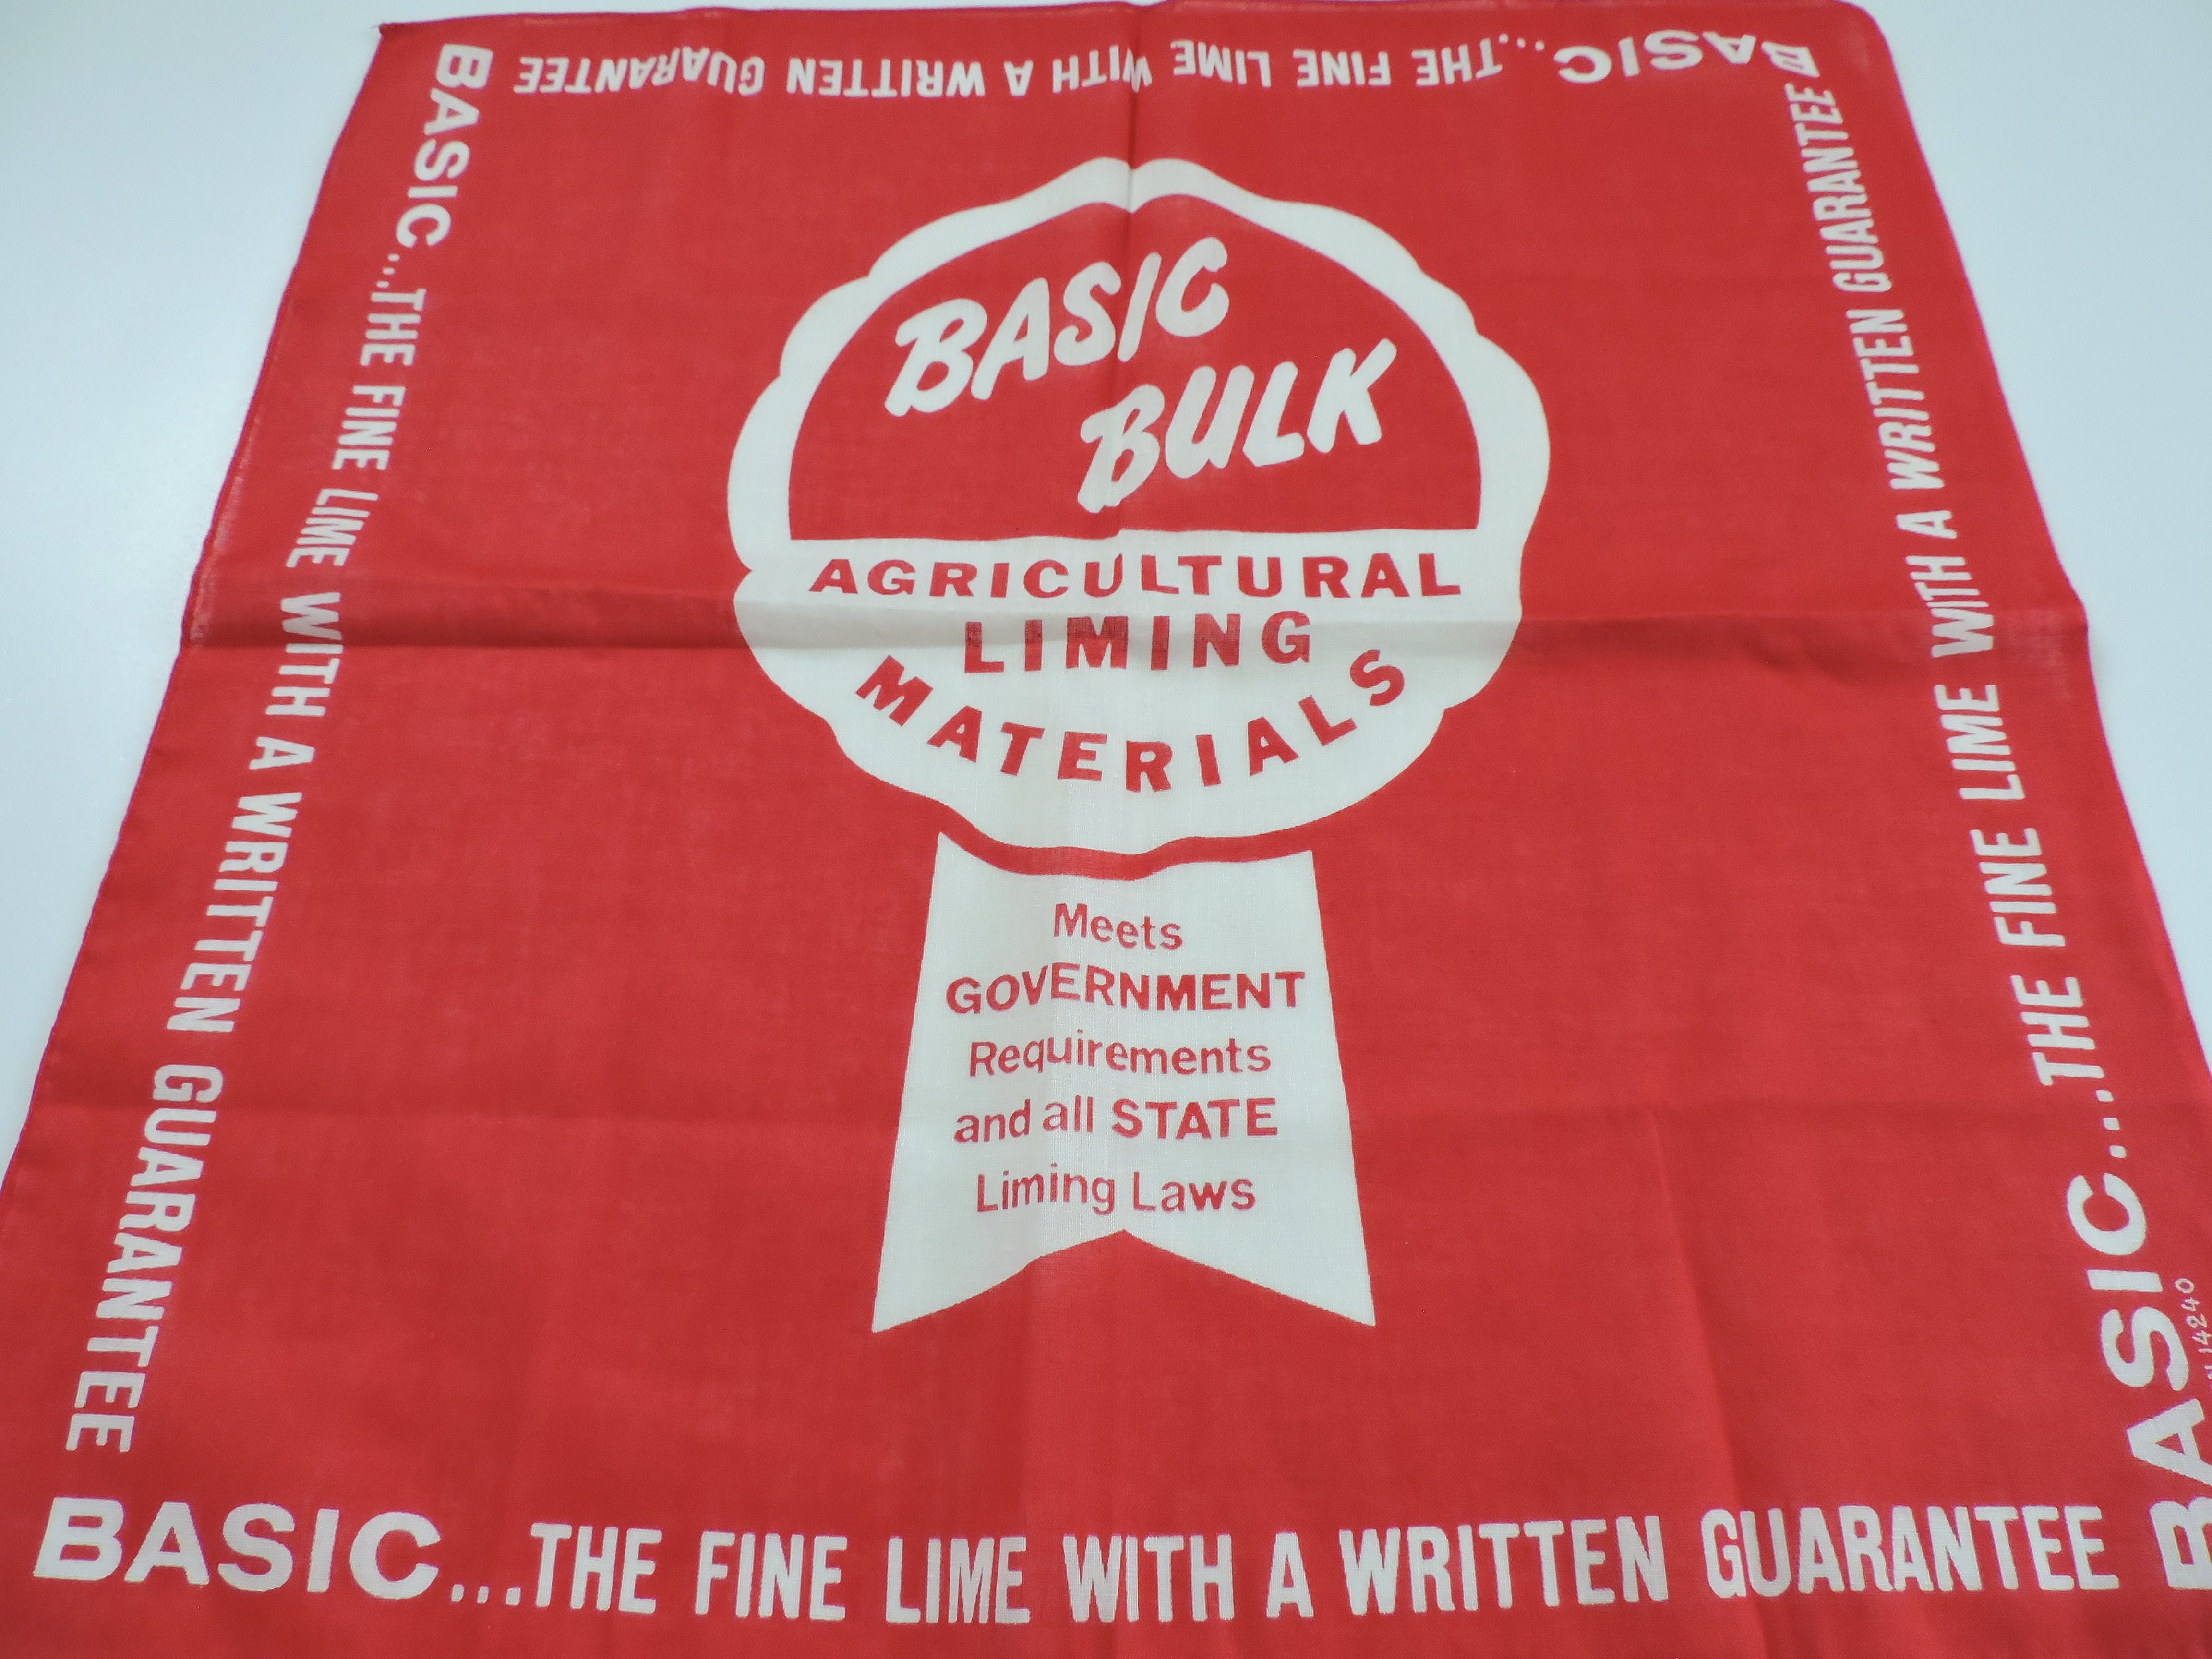 BASIC...THE FINE LIME WITH A WRITTEN GUARANTEE
BASIC...THE FINE LIME WITH A WRITTEN GUARANTEE
BASIC
BULK
AGRICULTURAL
LIMING
MATERIALS
Meets
GOVERNMENT
Requirements
and all STATE
Liming Laws
BASIC...THE FINE LIME WITH A WRITTEN GUARANTEE
14240
BASIC...THE FINE LIME WITH A WRITTEN GUARANTEE